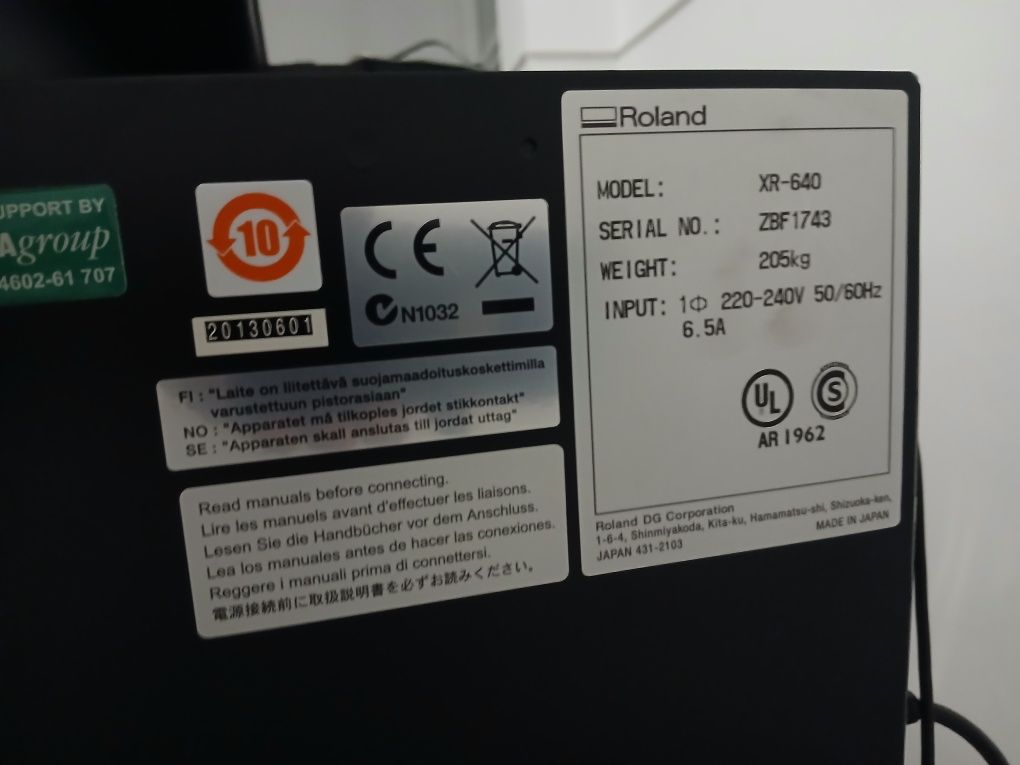 UPPORT BY
Agroup
4602-61 707
10
20130601
CE
N1032
FI : "Laite on liitettävä suojamaadoituskoskettimilla
varustettuun pistorasiaan"
NO : "Apparatet må tilkoples jordet stikkontakt"
SE : "Apparaten skall anslutas till jordat uttag"
Read manuals before connecting.
Lire les manuels avant d'effectuer les liaisons.
Lesen Sie die Handbücher vor dem Anschluss.
Lea los manuales antes de hacer las conexiones.
Reggere i manuali prima di connettersi.
電源接続前に取扱説明書を必ずお読みください。
Roland
MODEL: XR-640
SERIAL NO.: ZBF1743
WEIGHT: 205kg
INPUT: 1Φ 220-240V 50/60Hz
6.5A
UL S
AR 1962
Roland DG Corporation
1-6-4, Shinmiyakoda, Kita-ku, Hamamatsu-shi, Shizuoka-ken,
JAPAN 431-2103 MADE IN JAPAN